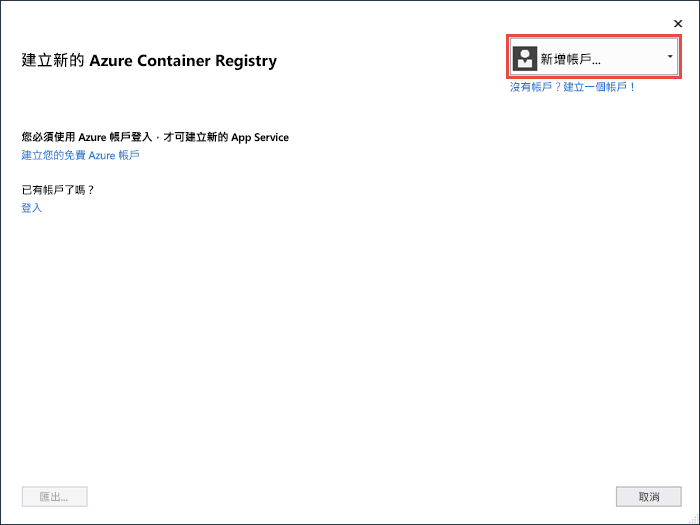 建立新的 Azure Container Registry
新增帳戶...
沒有帳戶？建立一個帳戶！
您必須使用 Azure 帳戶登入，才可建立新的 App Service
建立您的免費 Azure 帳戶
已有帳戶了嗎？
登入
匯出...
取消